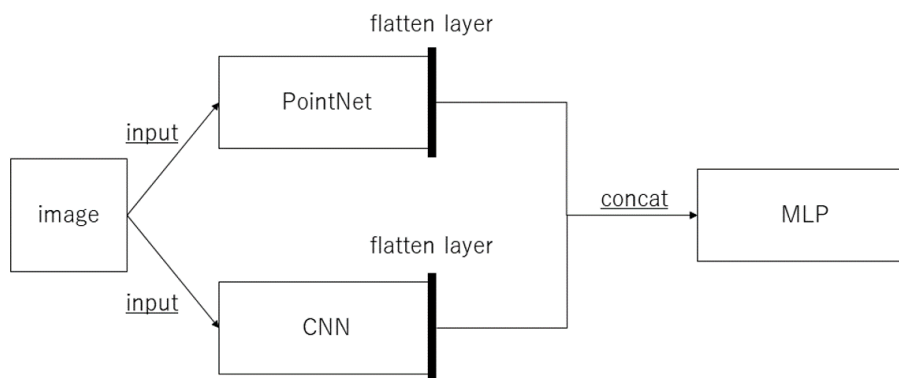 flatten layer
PointNet
input
image
concat
MLP
flatten layer
input
CNN